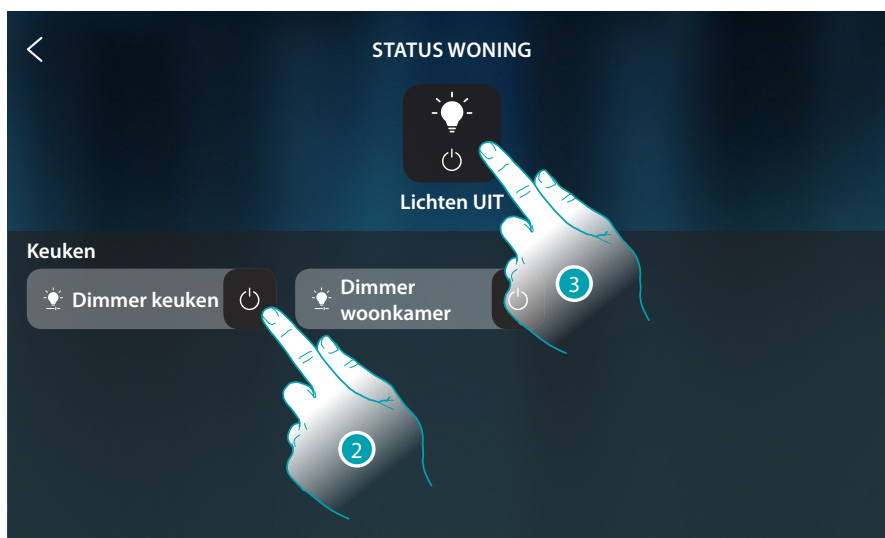 STATUS WONING
Lichten UIT
Keuken
Dimmer keuken
Dimmer
woonkamer
3
2